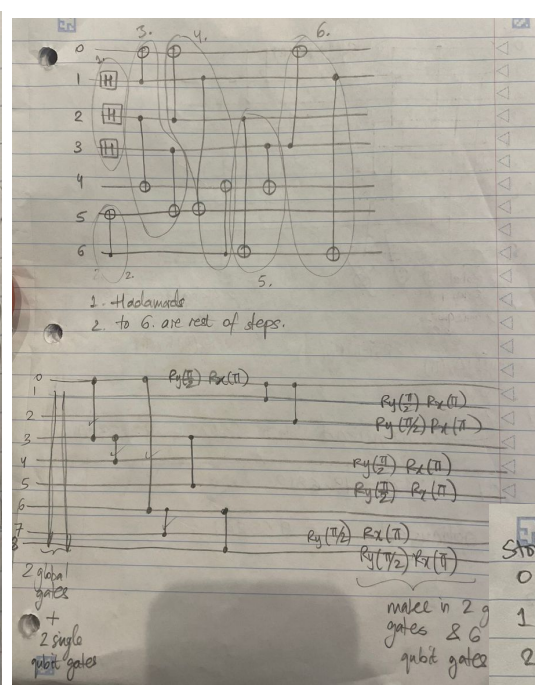 3. 4. 6.
0
1 H
2 H
3 H
4
5
6
2.
5.
1. Hadamads
2. to 6. are rest of steps.
0 Ry(π/2) Rx(π)
1 Ry(π/2) Rx(π)
2 Ry(π/2) Rx(π)
3
4 Ry(π/2) Rx(π)
5 Ry(π/2) Rx(π)
6
7 Ry(π/2) Rx(π)
8 Ry(π/2) Rx(π)
2 global
gates
+
2 single
qubit gates
make in 2 g
gates & 6
qubit gates
0
1
2